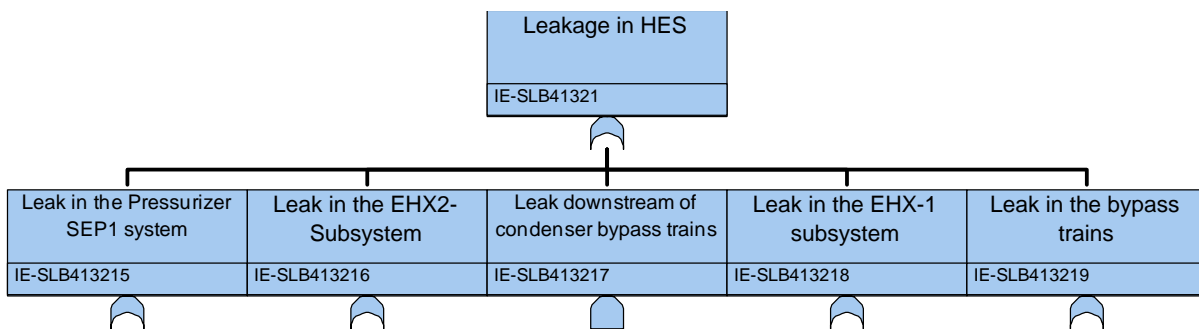 Leakage in HES
IE-SLB41321
Leak in the Pressurizer
SEP1 system
IE-SLB413215
Leak in the EHX2-
Subsystem
IE-SLB413216
Leak downstream of
condenser bypass trains
IE-SLB413217
Leak in the EHX-1
subsystem
IE-SLB413218
Leak in the bypass
trains
IE-SLB413219